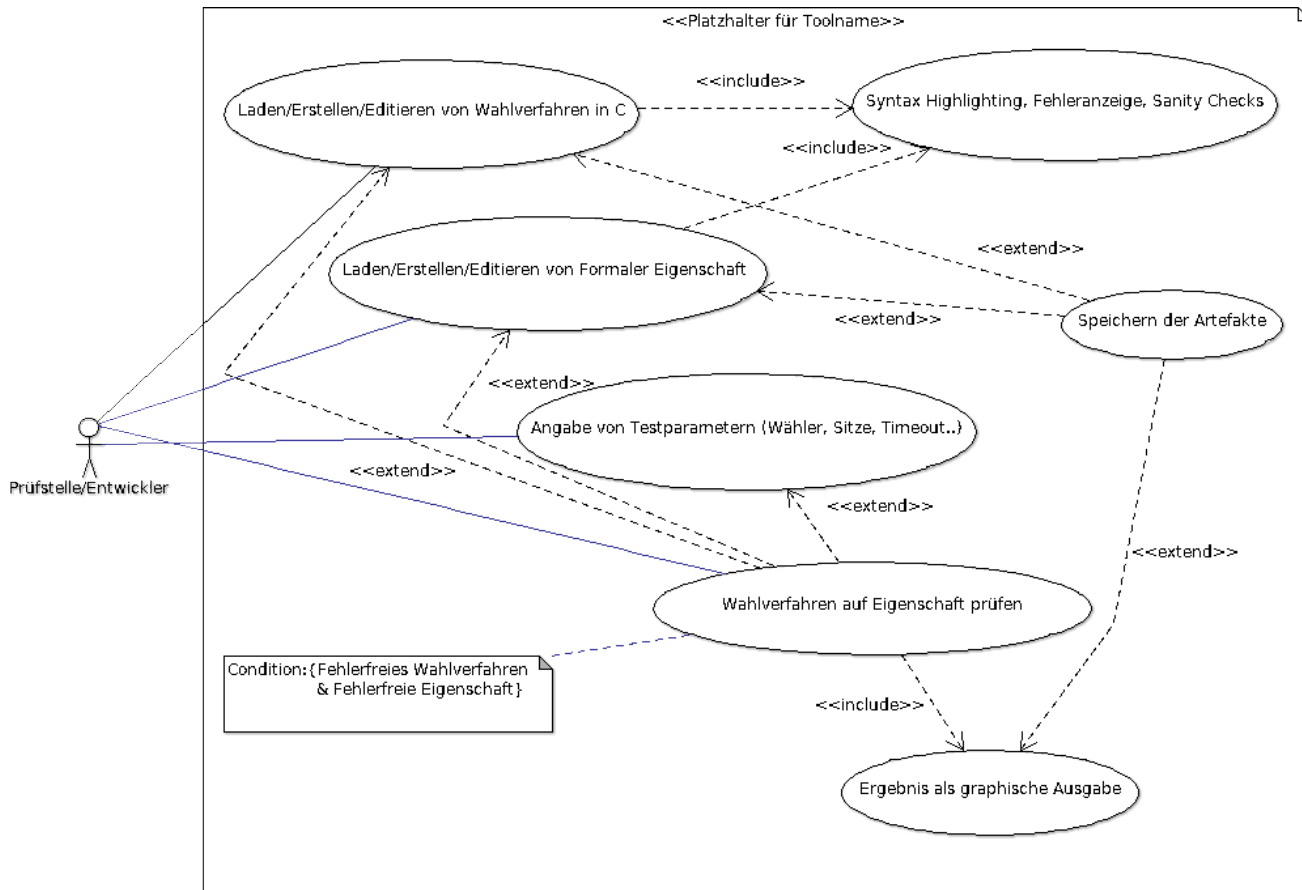 <<Platzhalter für Toolname>>
<<include>>
Laden/Erstellen/Editieren von Wahlverfahren in C
Syntax Highlighting, Fehleranzeige, Sanity Checks
<<include>>
<<extend>>
Laden/Erstellen/Editieren von Formaler Eigenschaft
<<extend>>
Speichern der Artefakte
<<extend>>
Angabe von Testparametern (Wähler, Sitze, Timeout..)
<<extend>>
Prüfstelle/Entwickler
<<extend>>
<<extend>>
Wahlverfahren auf Eigenschaft prüfen
Condition:{Fehlerfreies Wahlverfahren
& Fehlerfreie Eigenschaft}
<<include>>
Ergebnis als graphische Ausgabe